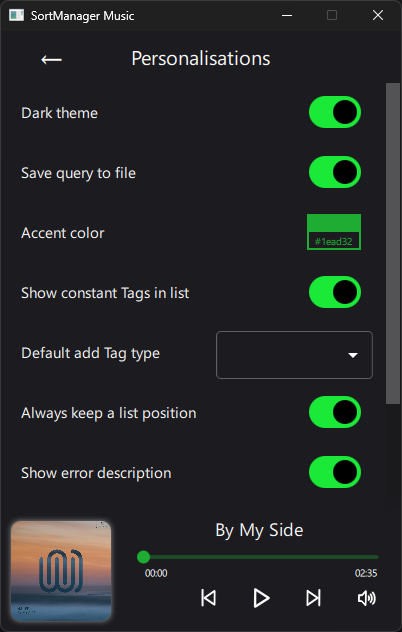 SortManager Music
Personalisations
Dark theme
Save query to file
Accent color
#1ead32
Show constant Tags in list
Default add Tag type
Always keep a list position
Show error description
By My Side
00:00
02:35